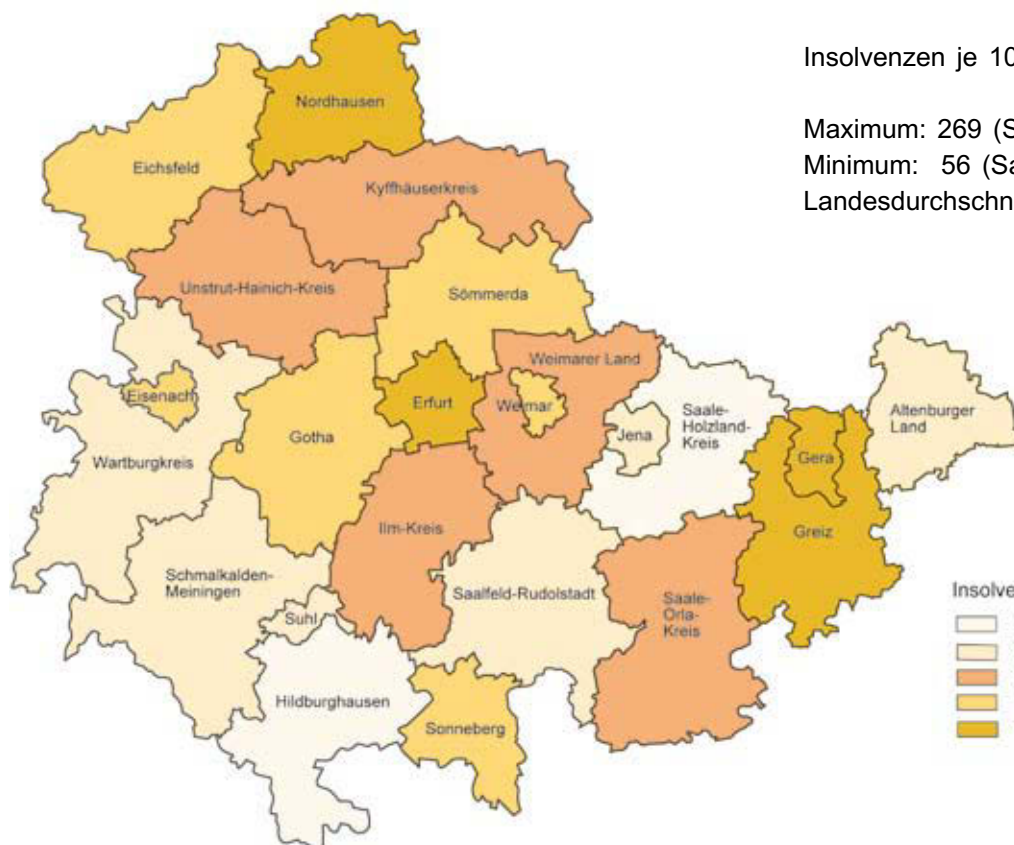 Insolvenzen je 10
Maximum: 269 (S
Minimum: 56 (Sa
Landesdurchschn
Nordhausen
Eichsfeld
Kyffhäuserkreis
Unstrut-Hainich-Kreis
Sömmerda
Weimarer Land
Eisenach
Erfurt
Weimar
Saale-
Holzland-
Kreis
Altenburger
Land
Gotha
Jena
Wartburgkreis
Gera
Ilm-Kreis
Greiz
Schmalkalden-
Meiningen
Saalfeld-Rudolstadt
Saale-
Orla-
Kreis
Suhl
Hildburghausen
Sonneberg
Insolve